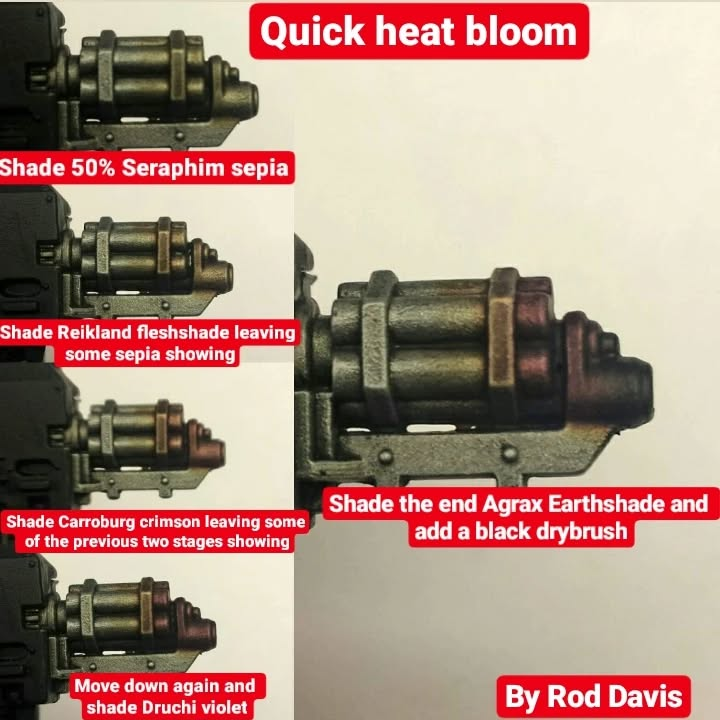 Quick heat bloom
Shade 50% Seraphim sepia
Shade Reikland fleshshade leaving
some sepia showing
Shade Carroburg crimson leaving some
of the previous two stages showing
Move down again and
shade Druchi violet
Shade the end Agrax Earthshade and
add a black drybrush
By Rod Davis